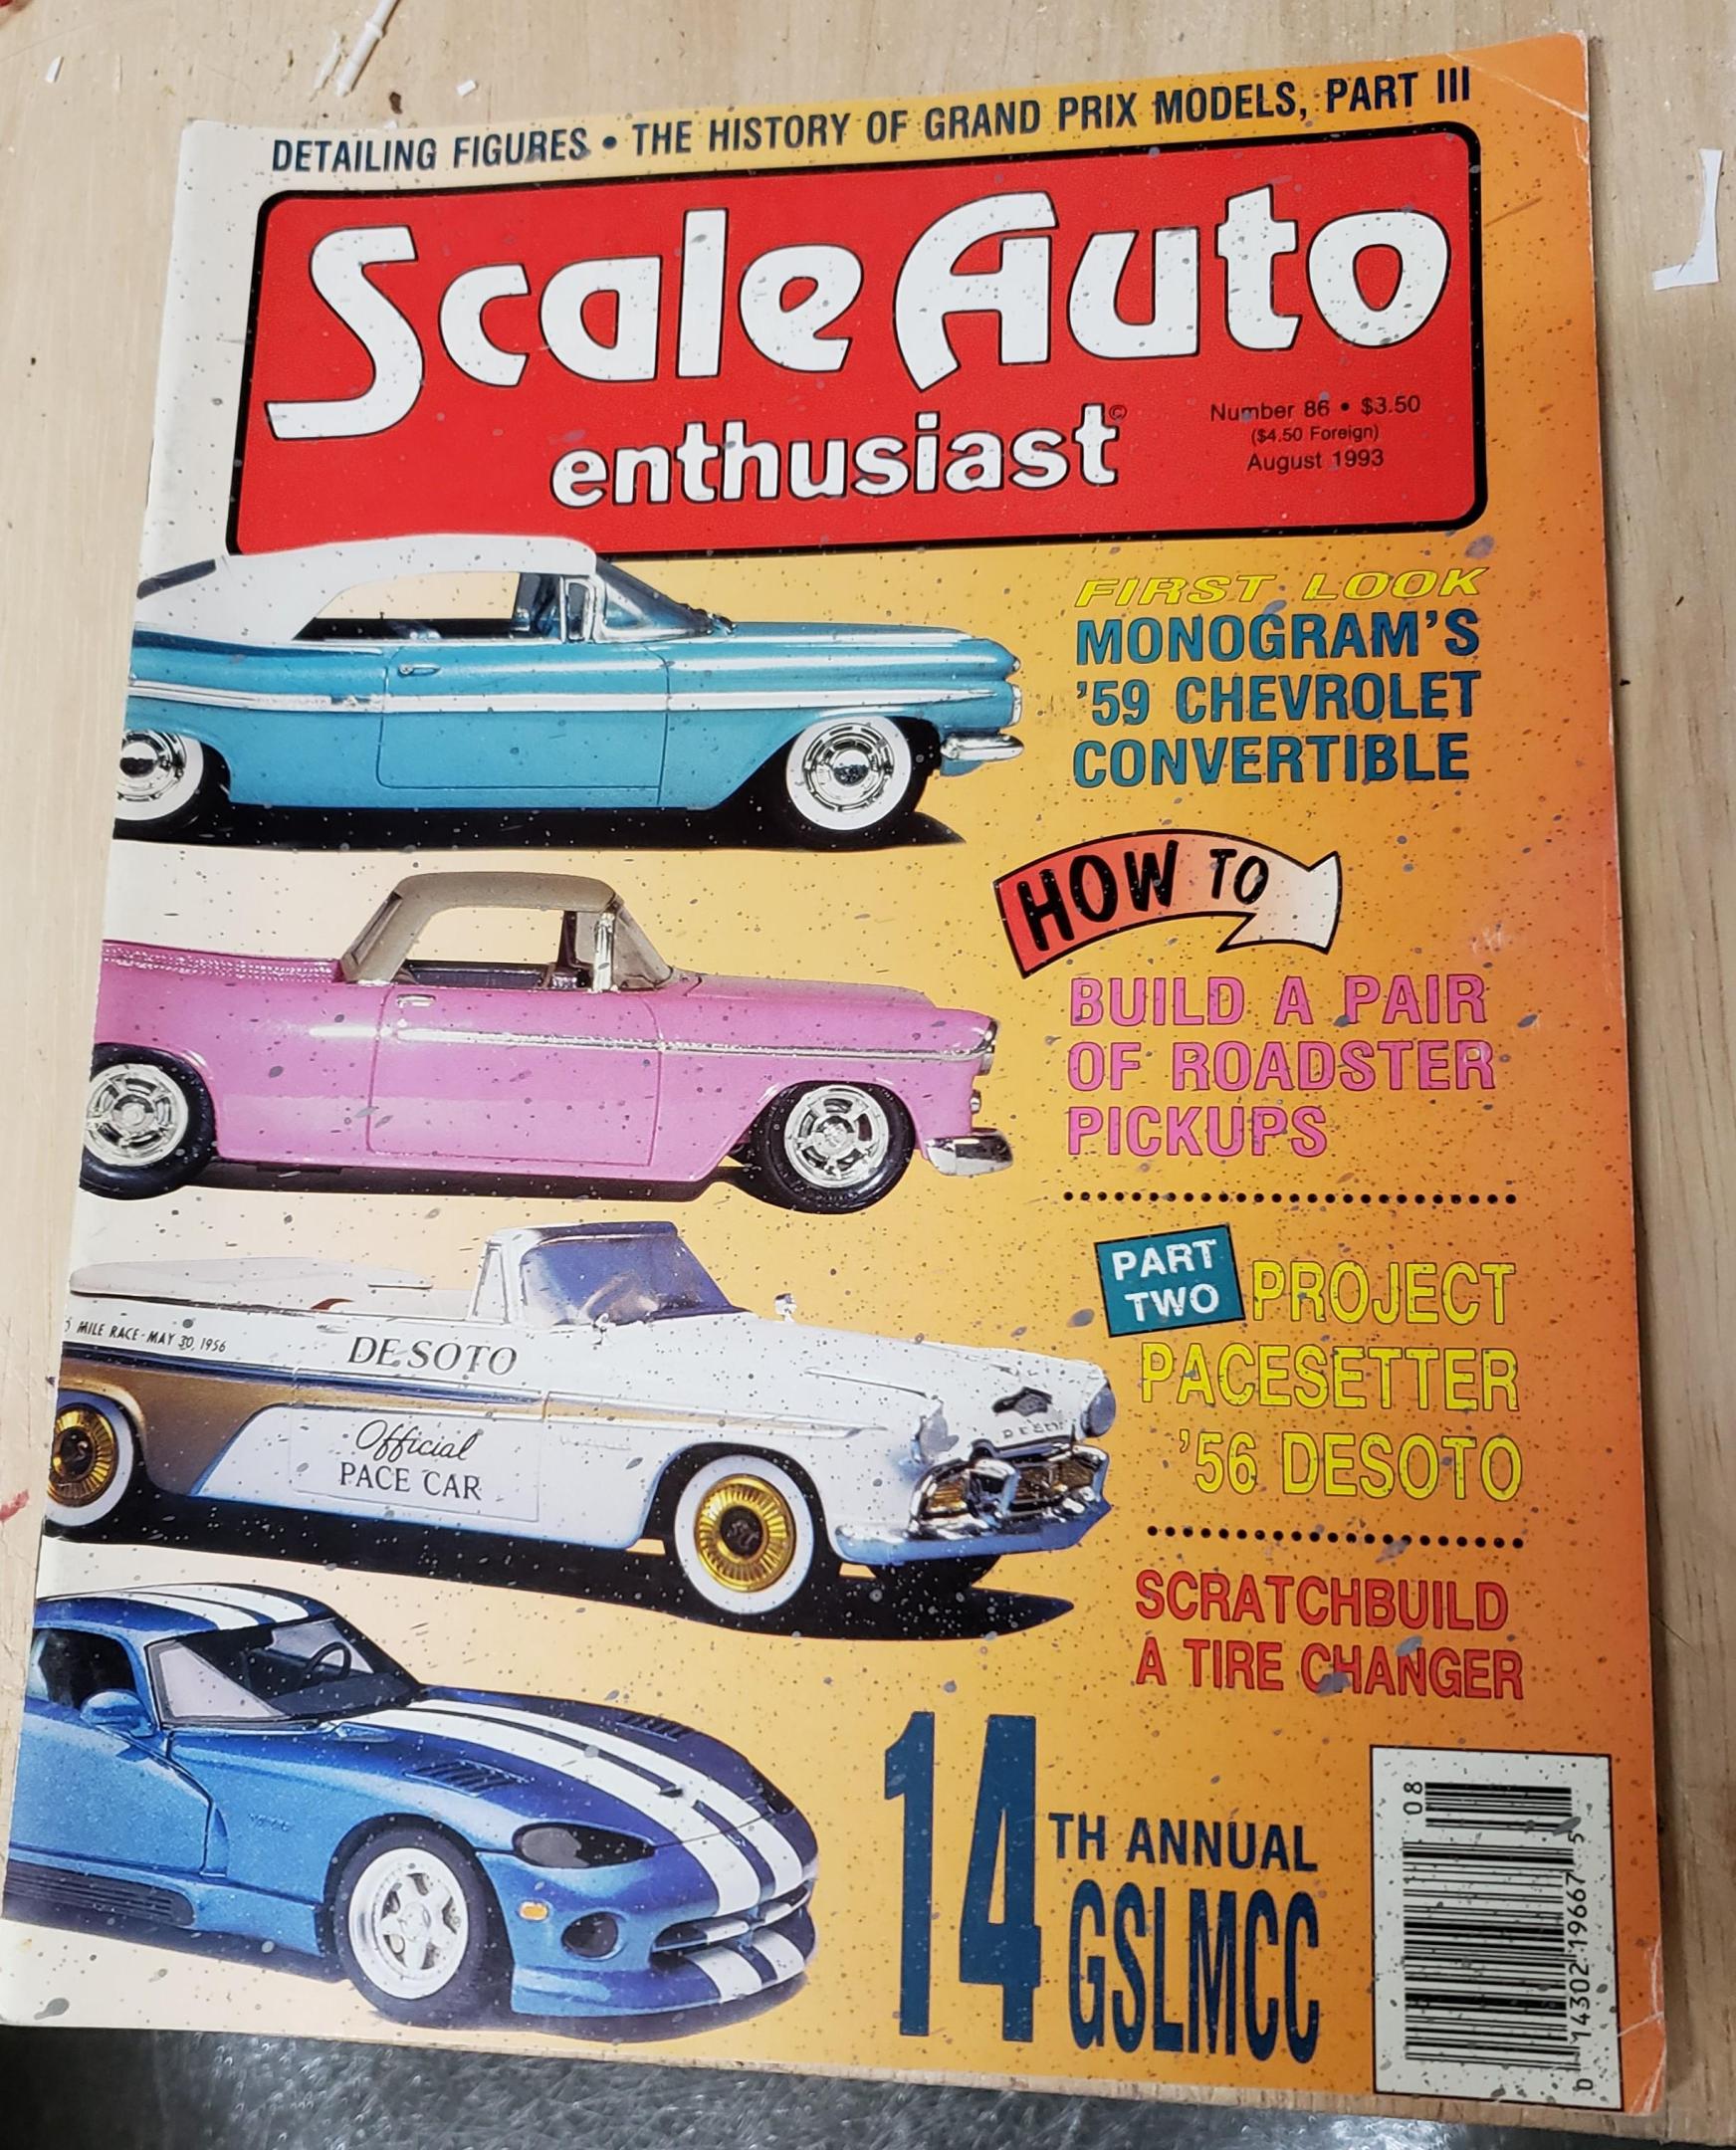 DETAILING FIGURES • THE HISTORY OF GRAND PRIX MODELS, PART III
Scale Auto
enthusiast©
Number 86 • $3.50
($4.50 Foreign)
August 1993
FIRST LOOK
MONOGRAM'S
'59 CHEVROLET
CONVERTIBLE
HOW TO
BUILD A PAIR
OF ROADSTER
PICKUPS
PART
TWO
PROJECT
PACESETTER
'56 DESOTO
MILE RACE - MAY 30, 1956
DE SOTO
Official
PACE CAR
SCRATCHBUILD
A TIRE CHANGER
14TH ANNUAL
GSLMCC
08
0 14302 19667 5